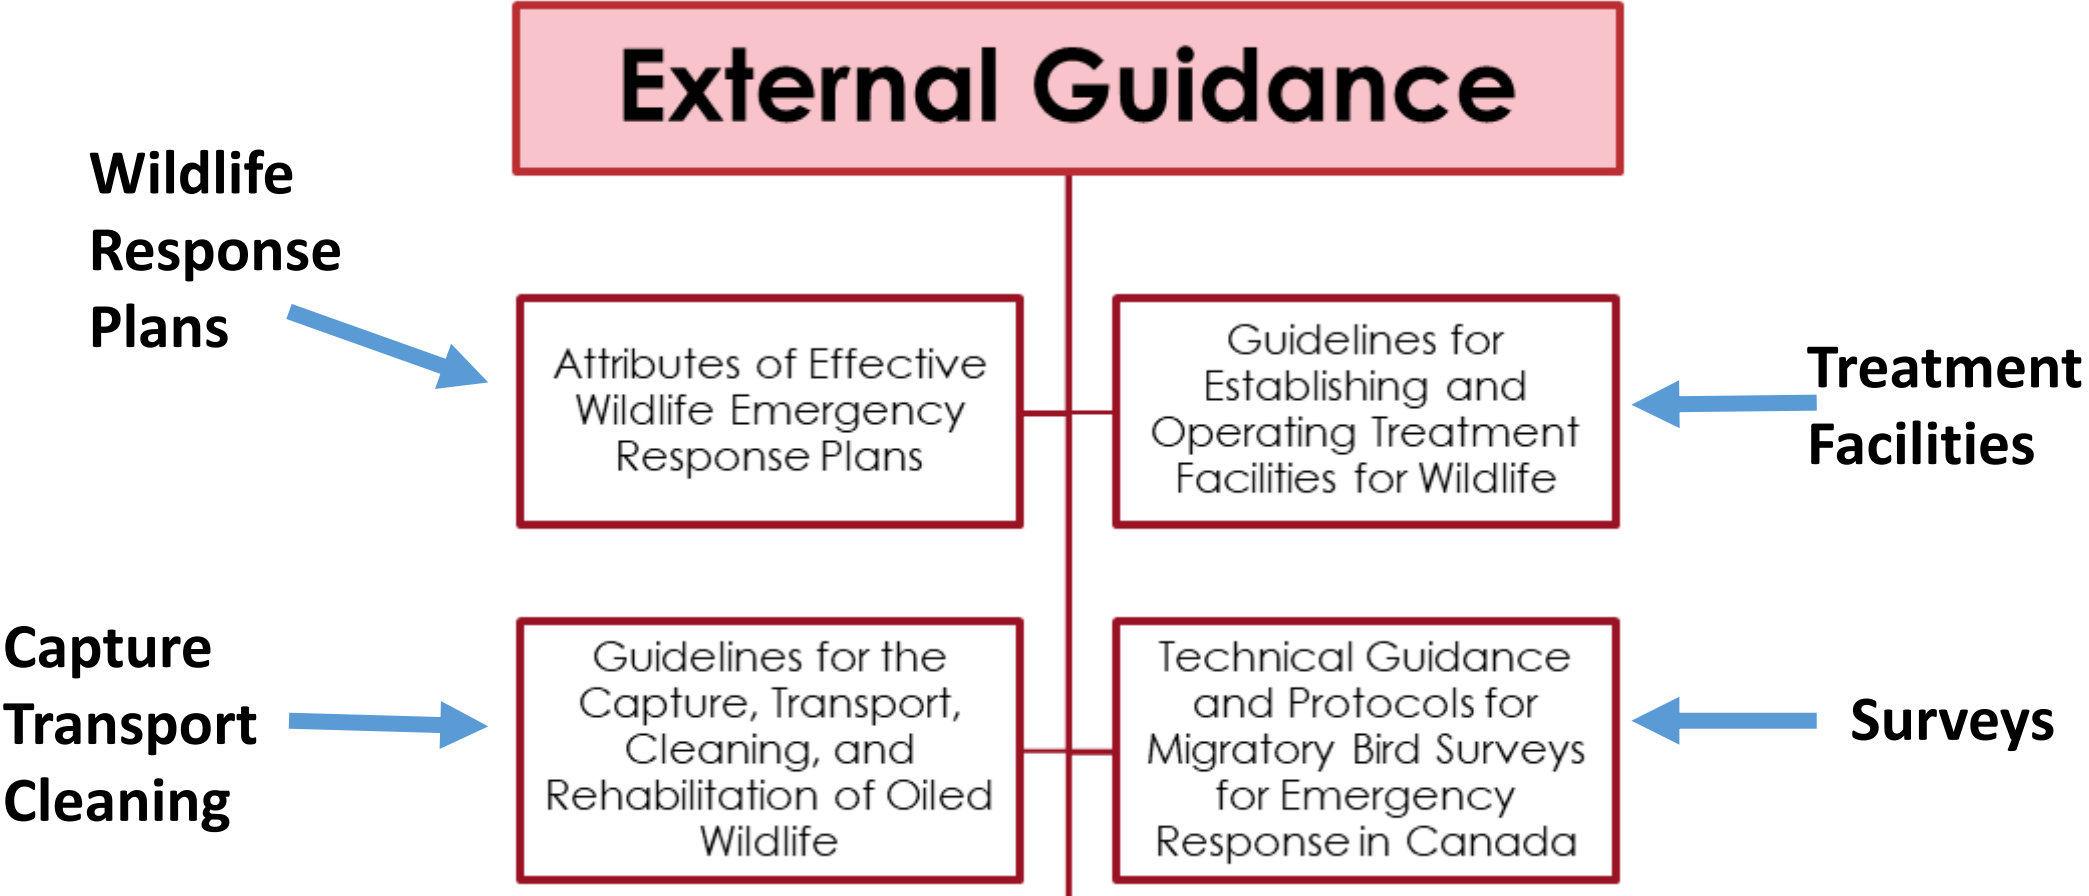 External Guidance
Wildlife
Response
Plans
Attributes of Effective
Wildlife Emergency
Response Plans
Guidelines for
Establishing and
Operating Treatment
Facilities for Wildlife
Treatment
Facilities
Capture
Transport
Cleaning
Guidelines for the
Capture, Transport,
Cleaning, and
Rehabilitation of Oiled
Wildlife
Technical Guidance
and Protocols for
Migratory Bird Surveys
for Emergency
Response in Canada
Surveys